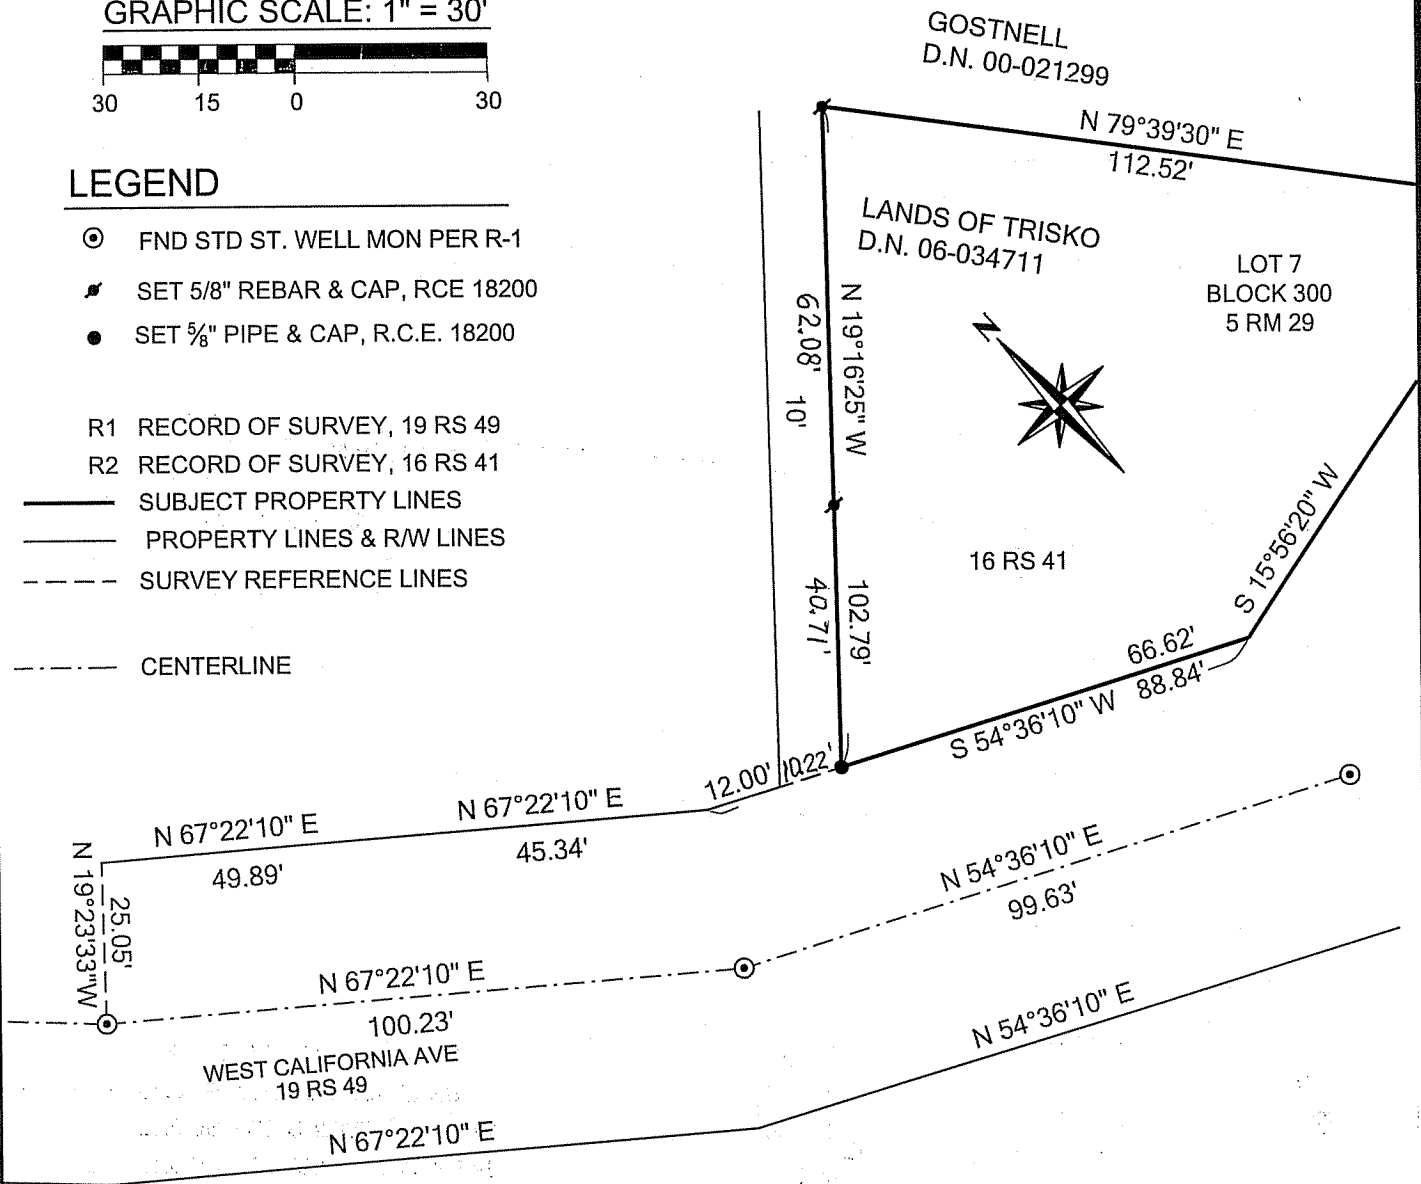 GRAPHIC SCALE: 1" = 30'
30 15 0 30
LEGEND
FND STD ST. WELL MON PER R-1
SET 5/8" REBAR & CAP, RCE 18200
SET 5/8" PIPE & CAP, R.C.E. 18200
R1 RECORD OF SURVEY, 19 RS 49
R2 RECORD OF SURVEY, 16 RS 41
SUBJECT PROPERTY LINES
PROPERTY LINES & R/W LINES
SURVEY REFERENCE LINES
CENTERLINE
GOSTNELL
D.N. 00-021299
N 79°39'30" E
112.52'
LANDS OF TRISKO
D.N. 06-034711
LOT 7
BLOCK 300
5 RM 29
N
N 19°16'25" W
62.08'
10'
16 RS 41
S 15°56'20" W
40.71'
102.79'
66.62'
88.84'
S 54°36'10" W
12.00'
10.22'
N 67°22'10" E
N 67°22'10" E
49.89'
45.34'
N 19°23'33" W
25.05'
N 54°36'10" E
99.63'
N 67°22'10" E
100.23'
WEST CALIFORNIA AVE
19 RS 49
N 54°36'10" E
N 67°22'10" E